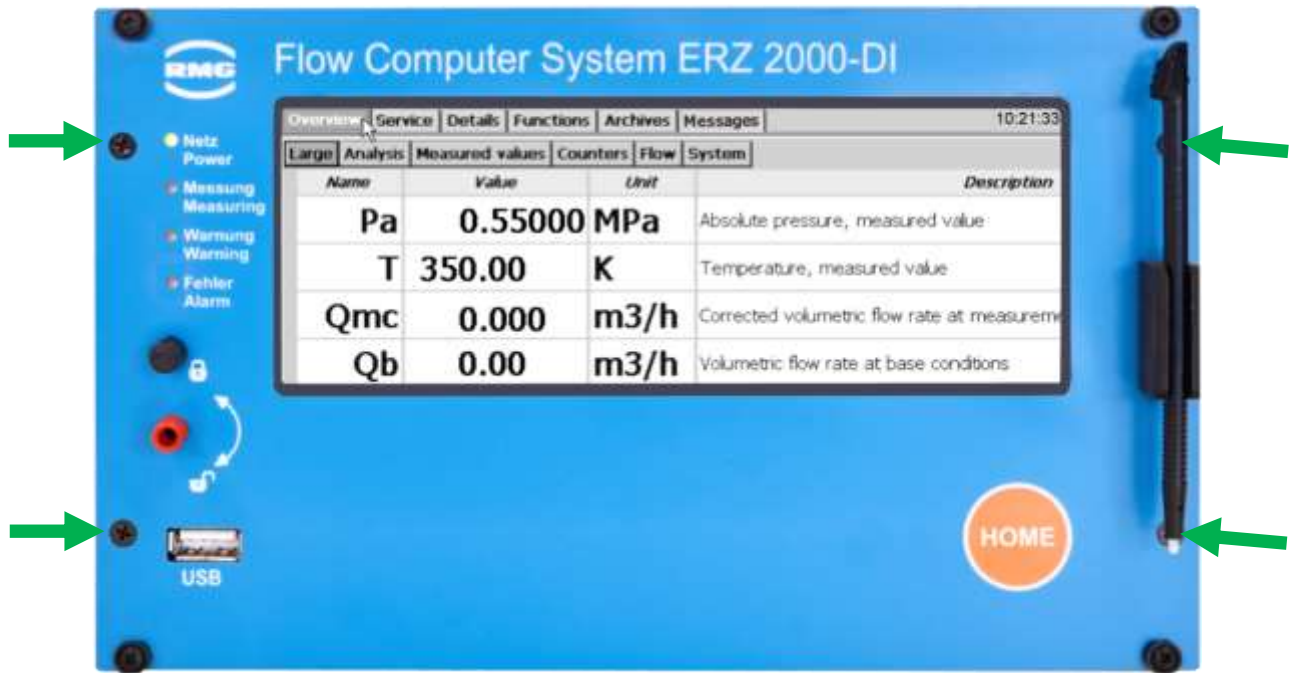 RMG
Flow Computer System ERZ 2000-DI
Overview Service Details Functions Archives Messages 10:21:33
Large Analysis Measured values Counters Flow System
Name Value Unit Description
Pa 0.55000 MPa Absolute pressure, measured value
T 350.00 K Temperature, measured value
Qmc 0.000 m3/h Corrected volumetric flow rate at measureme
Qb 0.00 m3/h Volumetric flow rate at base conditions
Netz
Power
Messung
Measuring
Warnung
Warning
Fehler
Alarm
HOME
USB